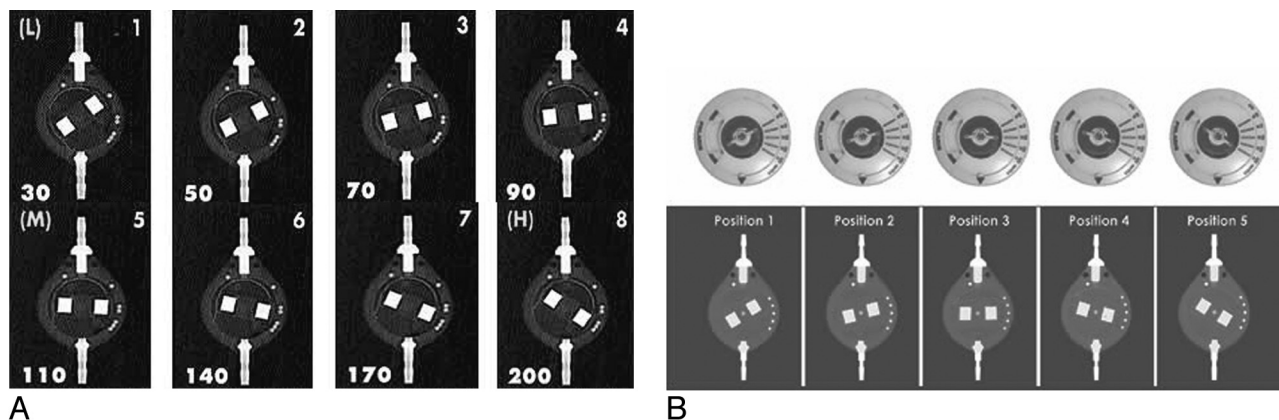 (L) 1
2
3
4
30
50
70
90
(M) 5
6
7
(H) 8
110
140
170
200
A
Position 1
Position 2
Position 3
Position 4
Position 5
B